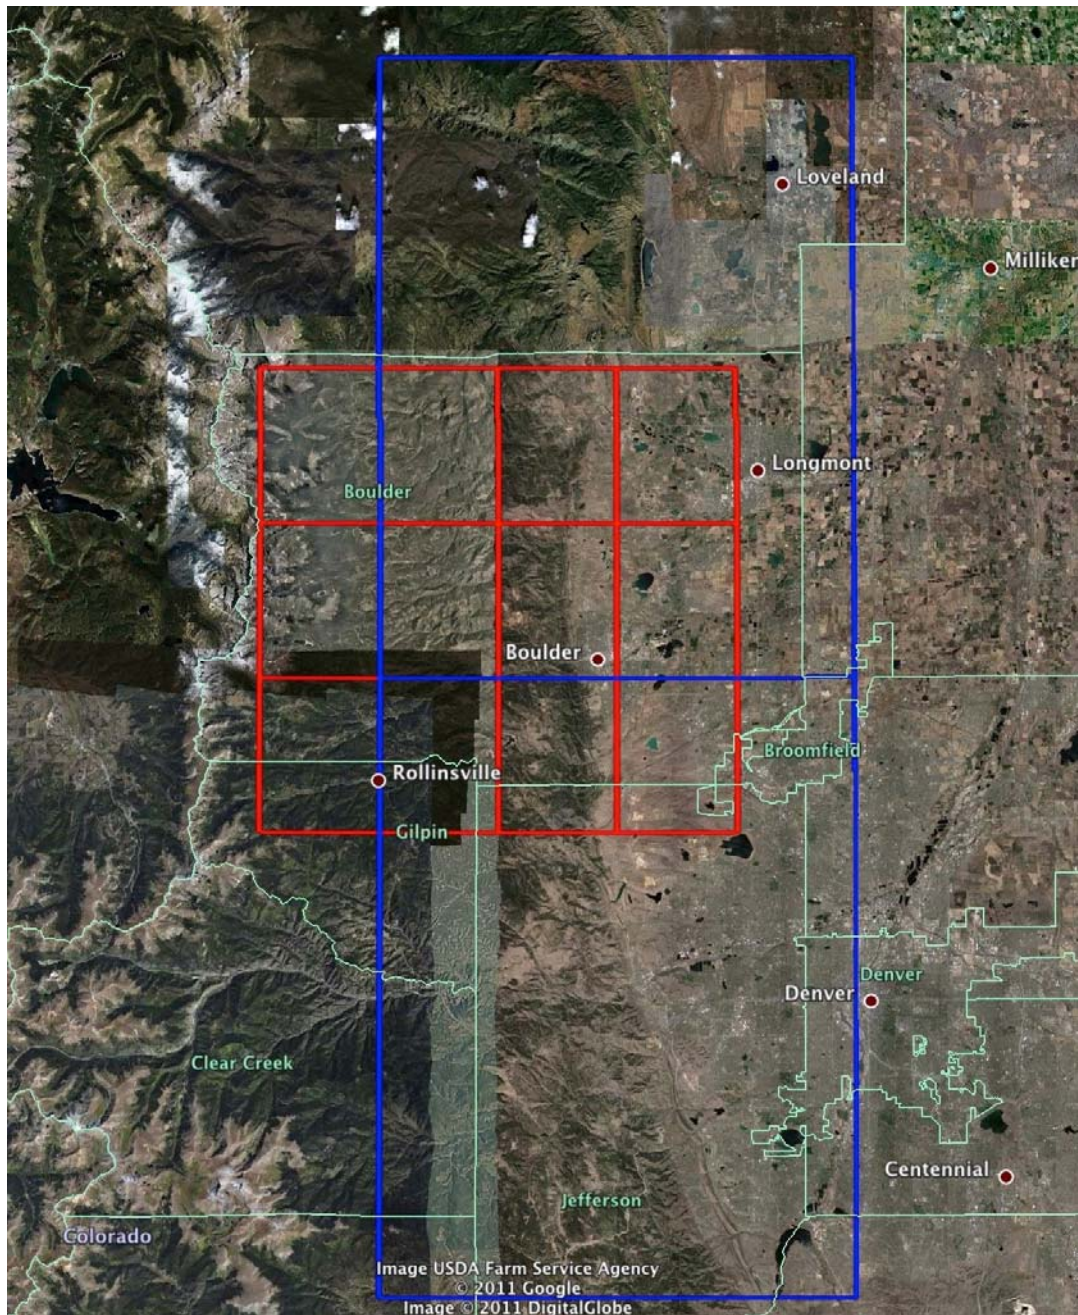 Loveland
Milliken
Longmont
Boulder
Boulder
Broomfield
Rollinsville
Gilpin
Denver
Denver
Clear Creek
Centennial
Jefferson
Colorado
Image USDA Farm Service Agency
© 2011 Google
Image © 2011 DigitalGlobe